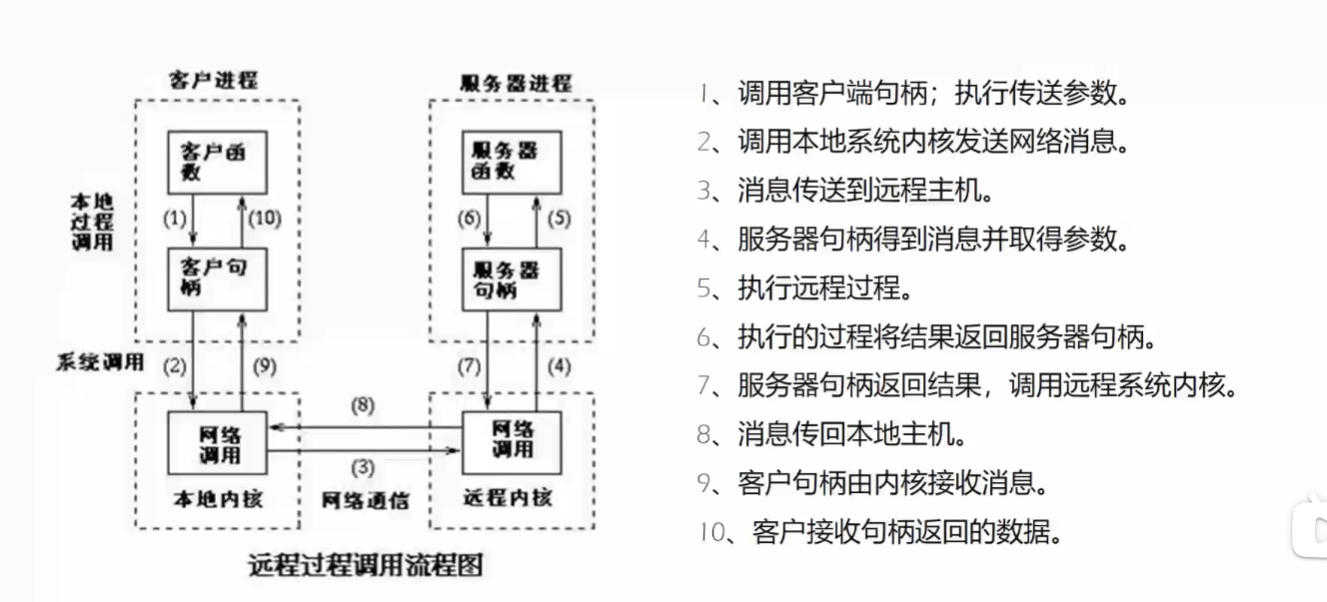 客户进程
服务器进程
客户函
数
服务器
函数
本地
过程
调用
(1)
(10)
(6)
(5)
客户句
柄
服务器
句柄
系统调用
(2)
(9)
(7)
(4)
(8)
网络
调用
网络
调用
(3)
本地内核
网络通信
远程内核
远程过程调用流程图
1、调用客户端句柄；执行传送参数。
2、调用本地系统内核发送网络消息。
3、消息传送到远程主机。
4、服务器句柄得到消息并取得参数。
5、执行远程过程。
6、执行的过程将结果返回服务器句柄。
7、服务器句柄返回结果，调用远程系统内核。
8、消息传回本地主机。
9、客户句柄由内核接收消息。
10、客户接收句柄返回的数据。